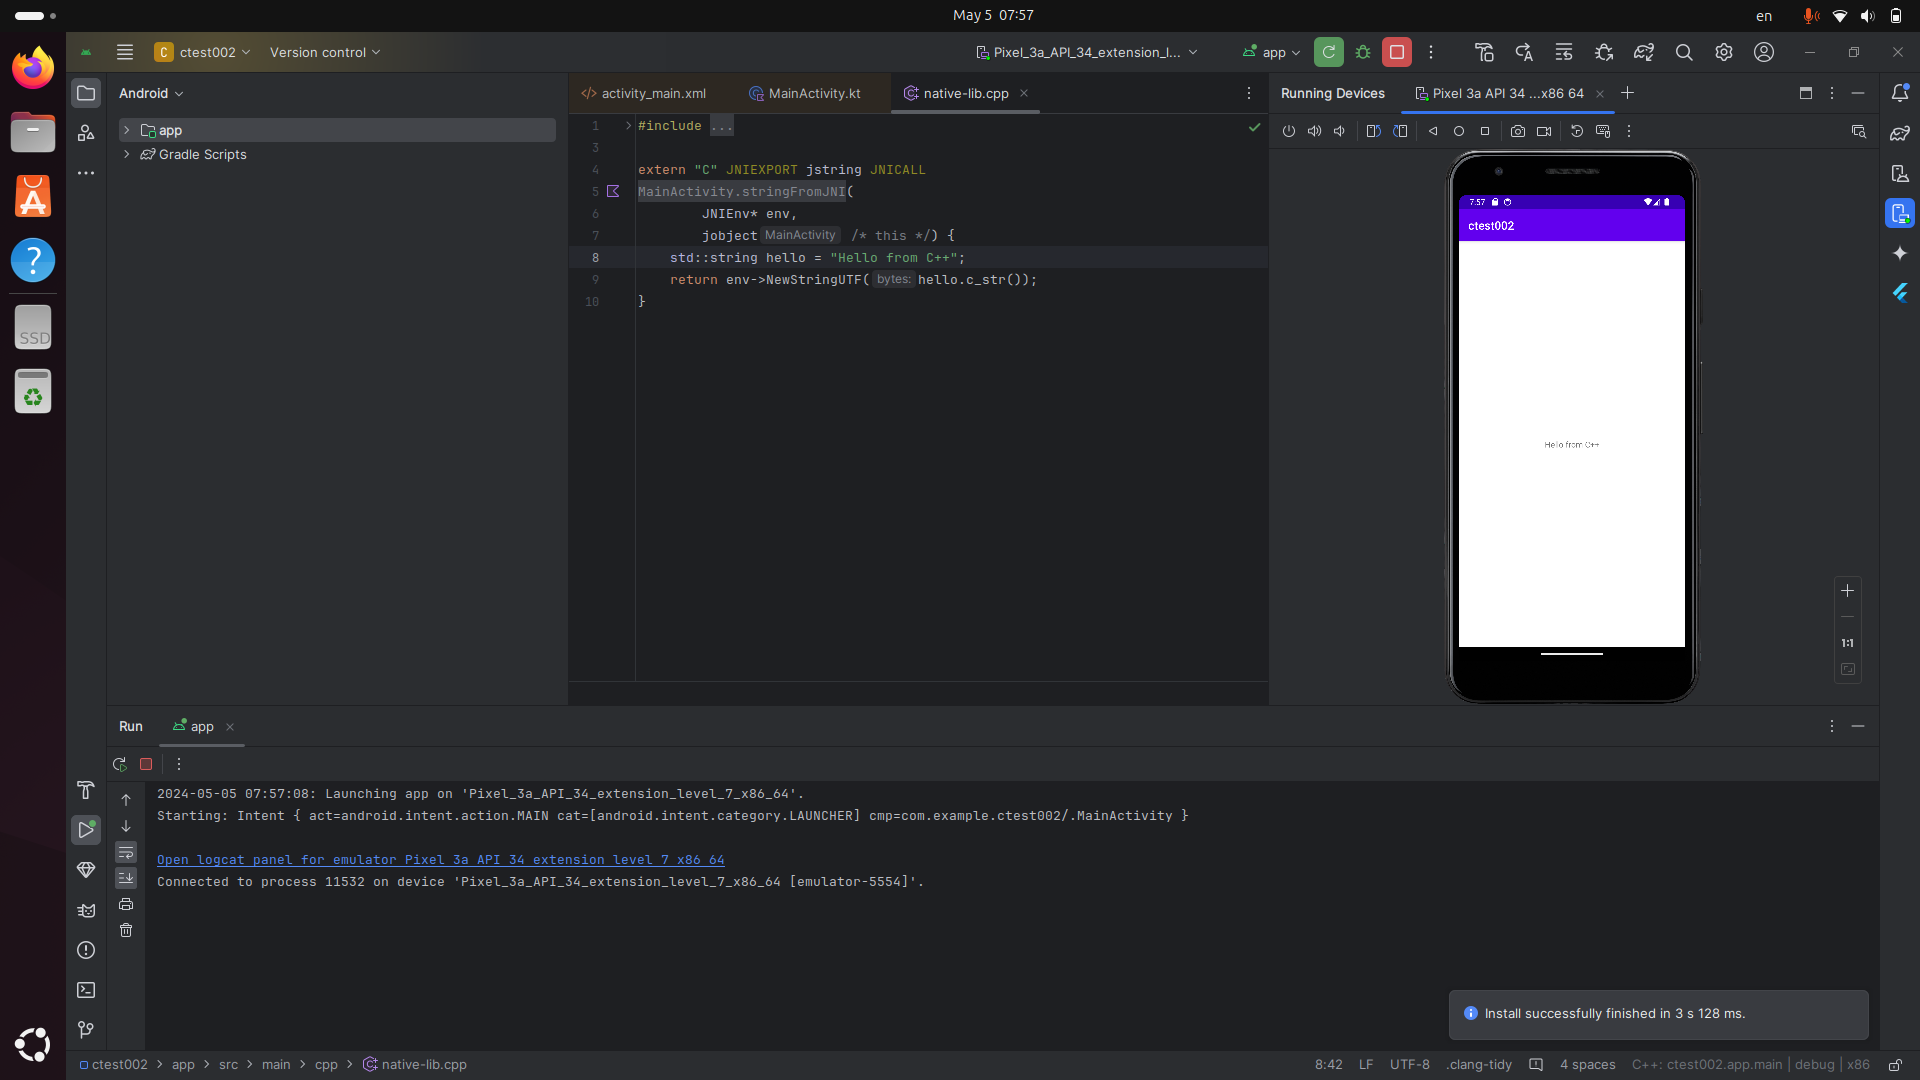 May 5 07:57
en
C ctest002
Version control
Pixel_3a_API_34_extension_l...
app
Android
app
Gradle Scripts
activity_main.xml
MainActivity.kt
native-lib.cpp
1 #include ...
3
4 extern "C" JNIEXPORT jstring JNICALL
5 MainActivity.stringFromJNI(
6 JNIEnv* env,
7 jobject MainActivity /* this */) {
8 std::string hello = "Hello from C++";
9 return env->NewStringUTF( bytes: hello.c_str());
10 }
Running Devices
Pixel 3a API 34 ...x86 64
7:57
ctest002
Hello from C++
1:1
SSD
Run
app
2024-05-05 07:57:08: Launching app on 'Pixel_3a_API_34_extension_level_7_x86_64'.
Starting: Intent { act=android.intent.action.MAIN cat=[android.intent.category.LAUNCHER] cmp=com.example.ctest002/.MainActivity }
Open logcat panel for emulator Pixel 3a API 34 extension level 7 x86 64
Connected to process 11532 on device 'Pixel_3a_API_34_extension_level_7_x86_64 [emulator-5554]'.
Install successfully finished in 3 s 128 ms.
ctest002 > app > src > main > cpp > native-lib.cpp
8:42 LF UTF-8 .clang-tidy 4 spaces C++: ctest002.app.main | debug | x86